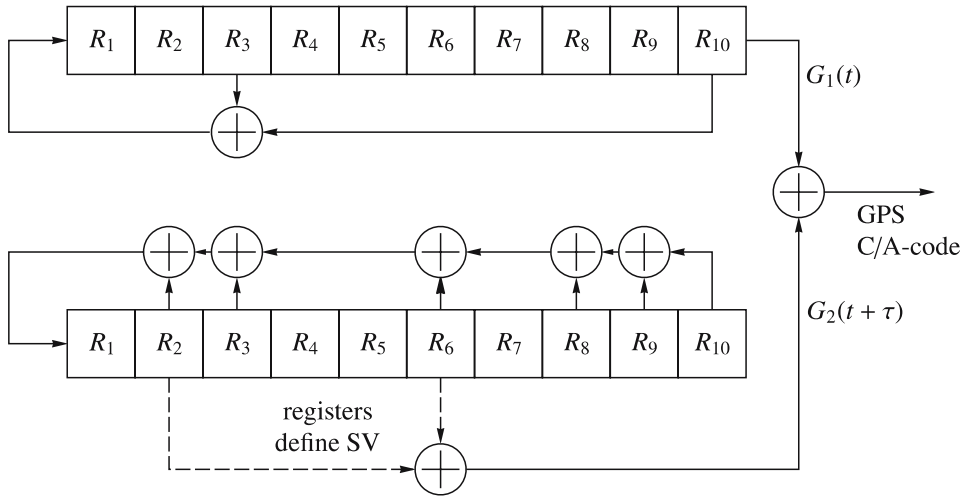 R₁ R₂ R₃ R₄ R₅ R₆ R₇ R₈ R₉ R₁₀
G₁(t)
GPS
C/A-code
G₂(t + τ)
R₁ R₂ R₃ R₄ R₅ R₆ R₇ R₈ R₉ R₁₀
registers
define SV